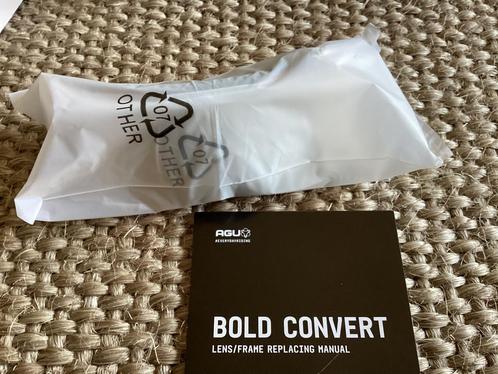 07
OTHER
07
OTHER
AGU
#EVERYDAYRIDING
BOLD CONVERT
LENS/FRAME REPLACING MANUAL